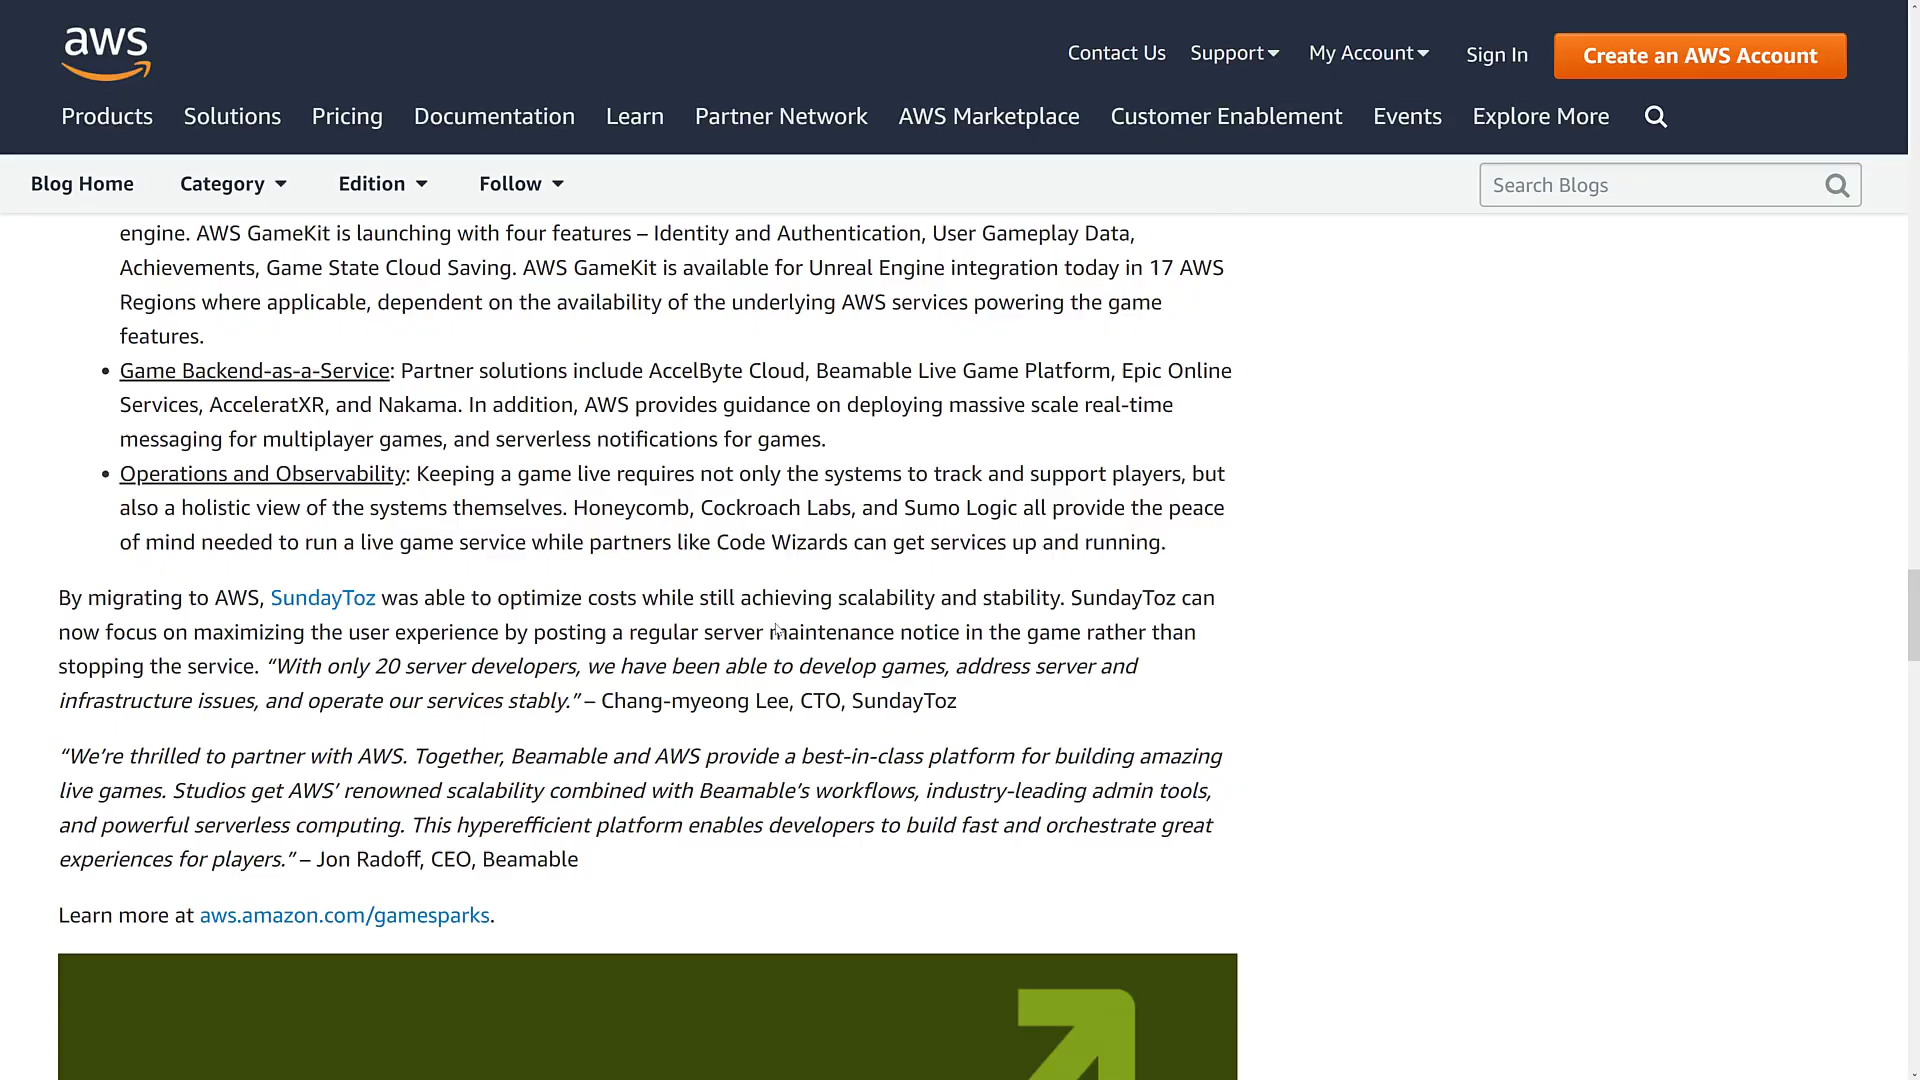 aws
Contact Us Support My Account Sign In Create an AWS Account
Products Solutions Pricing Documentation Learn Partner Network AWS Marketplace Customer Enablement Events Explore More
Blog Home Category Edition Follow Search Blogs
engine. AWS GameKit is launching with four features – Identity and Authentication, User Gameplay Data,
Achievements, Game State Cloud Saving. AWS GameKit is available for Unreal Engine integration today in 17 AWS
Regions where applicable, dependent on the availability of the underlying AWS services powering the game
features.
• Game Backend-as-a-Service: Partner solutions include AccelByte Cloud, Beamable Live Game Platform, Epic Online
Services, AcceleratXR, and Nakama. In addition, AWS provides guidance on deploying massive scale real-time
messaging for multiplayer games, and serverless notifications for games.
• Operations and Observability: Keeping a game live requires not only the systems to track and support players, but
also a holistic view of the systems themselves. Honeycomb, Cockroach Labs, and Sumo Logic all provide the peace
of mind needed to run a live game service while partners like Code Wizards can get services up and running.
By migrating to AWS, SundayToz was able to optimize costs while still achieving scalability and stability. SundayToz can
now focus on maximizing the user experience by posting a regular server maintenance notice in the game rather than
stopping the service. “With only 20 server developers, we have been able to develop games, address server and
infrastructure issues, and operate our services stably.” – Chang-myeong Lee, CTO, SundayToz
“We’re thrilled to partner with AWS. Together, Beamable and AWS provide a best-in-class platform for building amazing
live games. Studios get AWS’ renowned scalability combined with Beamable’s workflows, industry-leading admin tools,
and powerful serverless computing. This hyperefficient platform enables developers to build fast and orchestrate great
experiences for players.” – Jon Radoff, CEO, Beamable
Learn more at aws.amazon.com/gamesparks.